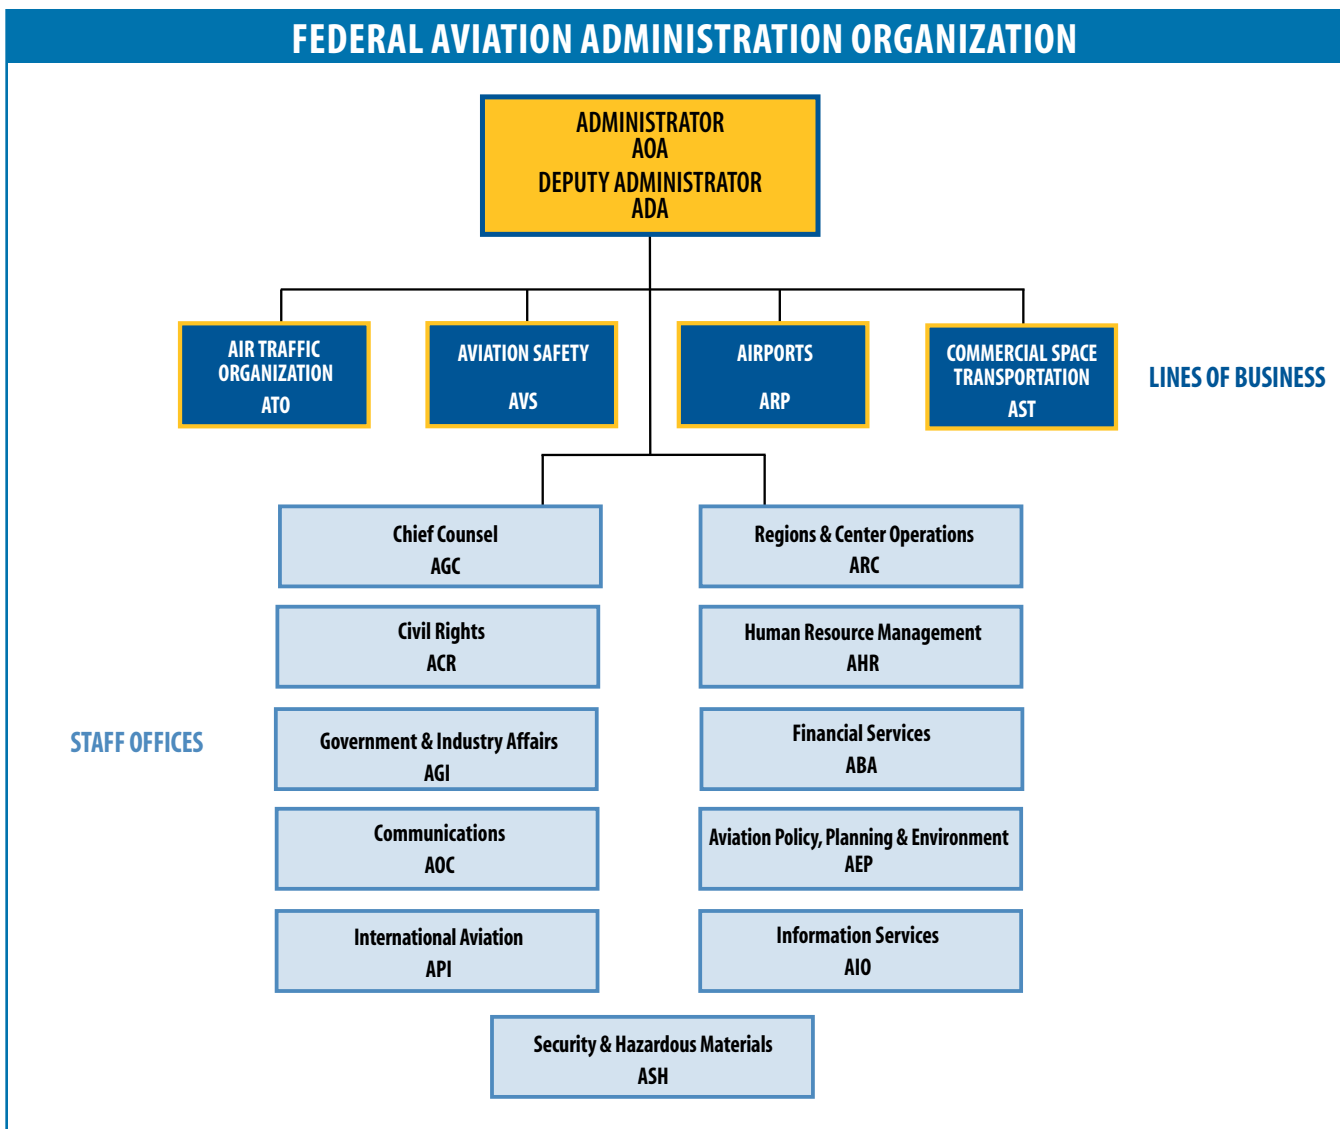 FEDERAL AVIATION ADMINISTRATION ORGANIZATION
ADMINISTRATOR
AOA
DEPUTY ADMINISTRATOR
ADA
AIR TRAFFIC
ORGANIZATION
ATO
AVIATION SAFETY
AVS
AIRPORTS
ARP
COMMERCIAL SPACE
TRANSPORTATION
AST
LINES OF BUSINESS
Chief Counsel
AGC
Regions & Center Operations
ARC
Civil Rights
ACR
Human Resource Management
AHR
STAFF OFFICES
Government & Industry Affairs
AGI
Financial Services
ABA
Communications
AOC
Aviation Policy, Planning & Environment
AEP
International Aviation
API
Information Services
AIO
Security & Hazardous Materials
ASH